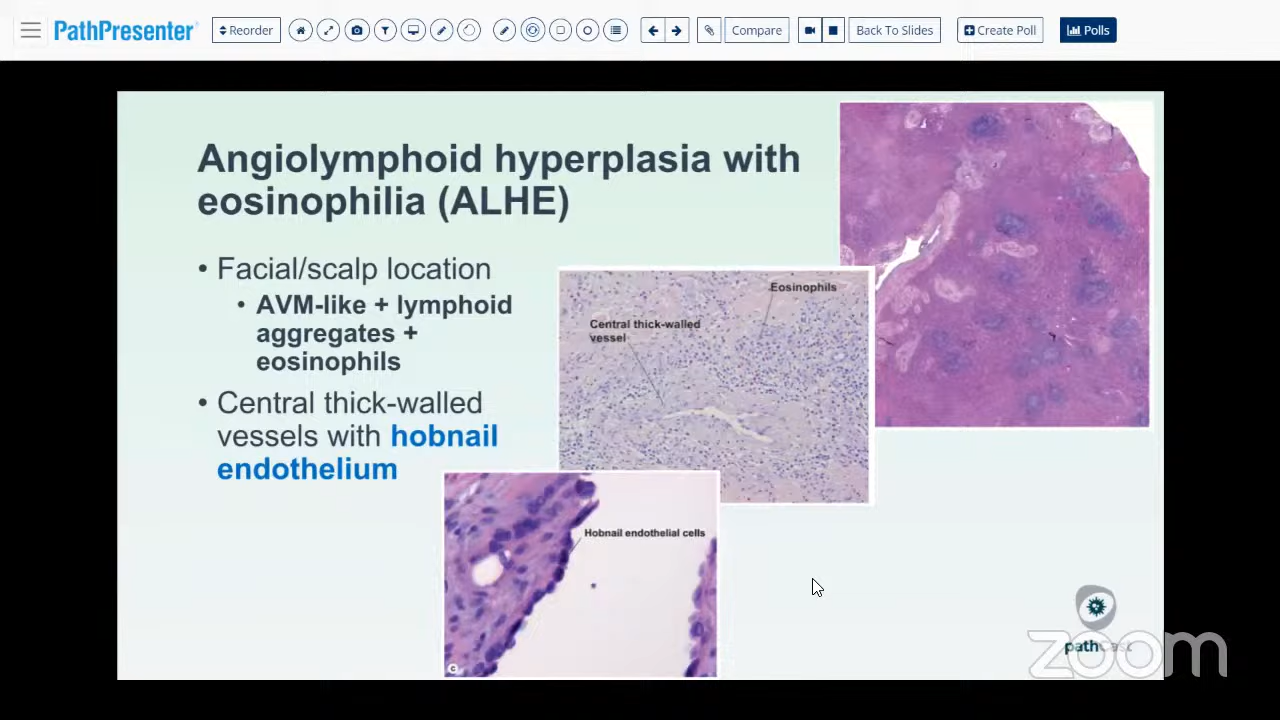 PathPresenter
Reorder
Compare
Back To Slides
Create Poll
Polls
Angiolymphoid hyperplasia with
eosinophilia (ALHE)
• Facial/scalp location
• AVM-like + lymphoid
aggregates +
eosinophils
• Central thick-walled
vessels with hobnail
endothelium
Eosinophils
Central thick-walled
vessel
Hobnail endothelial cells
c
pathCast
zoom